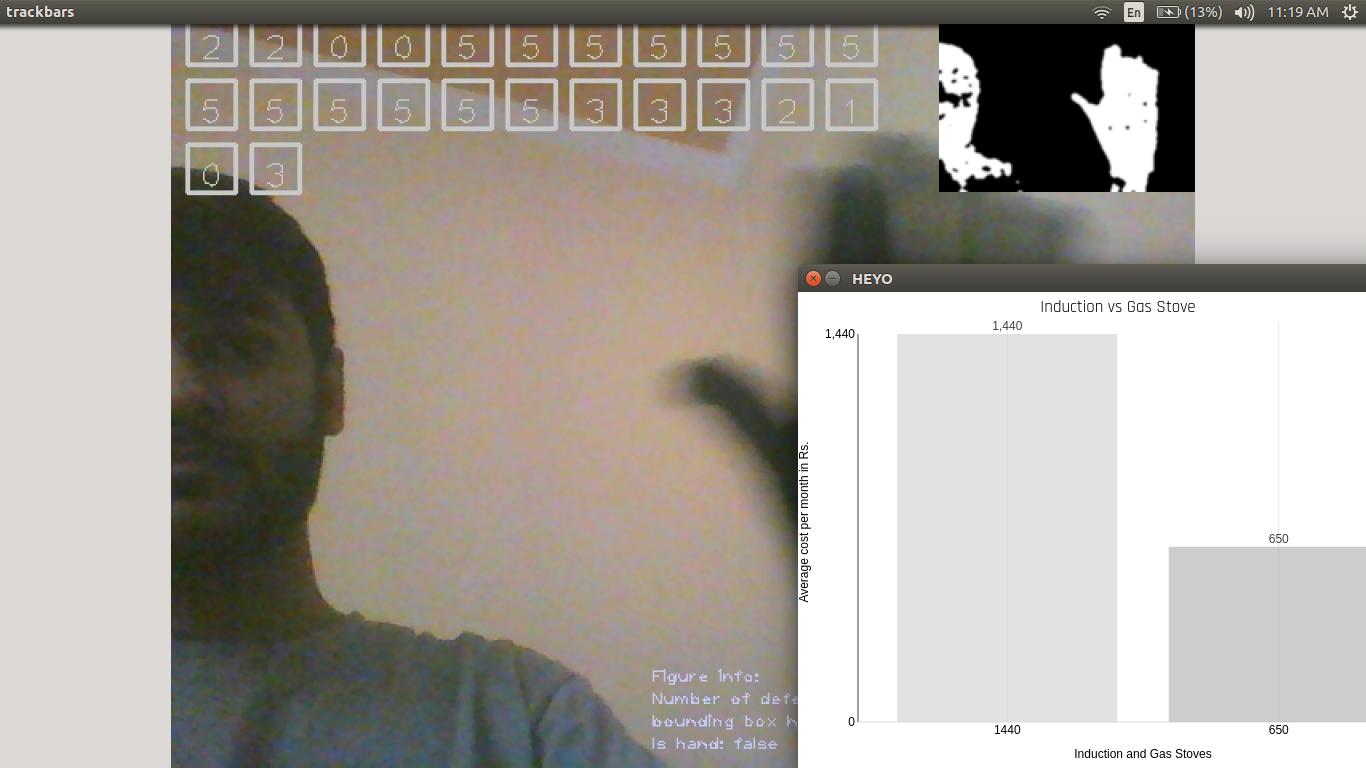 trackbars
En (13%) 11:19 AM
2 2 0 0 5 5 5 5 5 5 5
5 5 5 5 5 5 3 3 3 2 1
0 3
HEYO
Induction vs Gas Stove
1,440
1,440
650
Average cost per month in Rs.
0
1440 650
Induction and Gas Stoves
Figure info:
Number of defe
bounding box h
Is hand: false